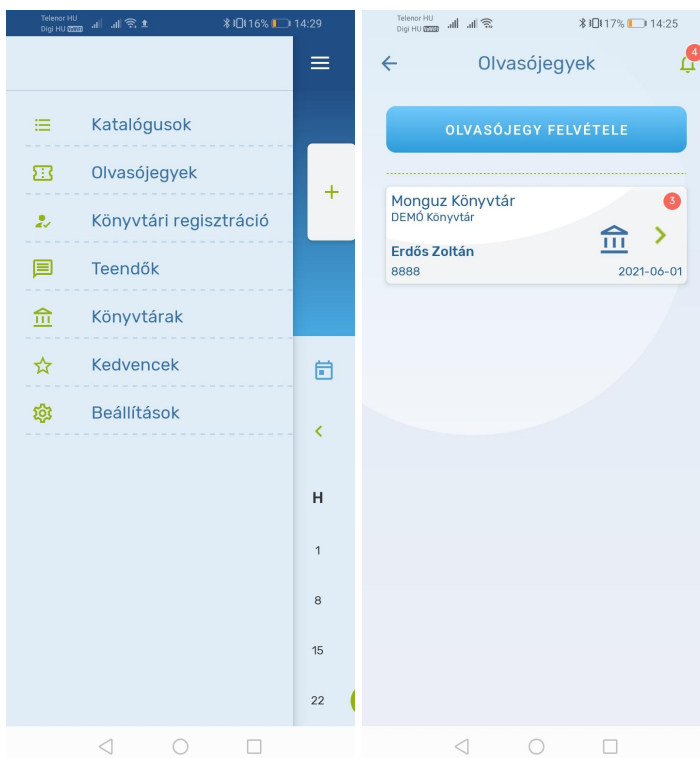 Telenor HU
Digi HU VoWiFi
16% 14:29
Katalógusok
Olvasójegyek
Könyvtári regisztráció
Teendők
Könyvtárak
Kedvencek
Beállítások
+
H
1
8
15
22
Telenor HU
Digi HU VoWiFi
17% 14:25
Olvasójegyek
4
OLVASÓJEGY FELVÉTELE
Monguz Könyvtár
3
DEMÓ Könyvtár
Erdős Zoltán
8888
2021-06-01